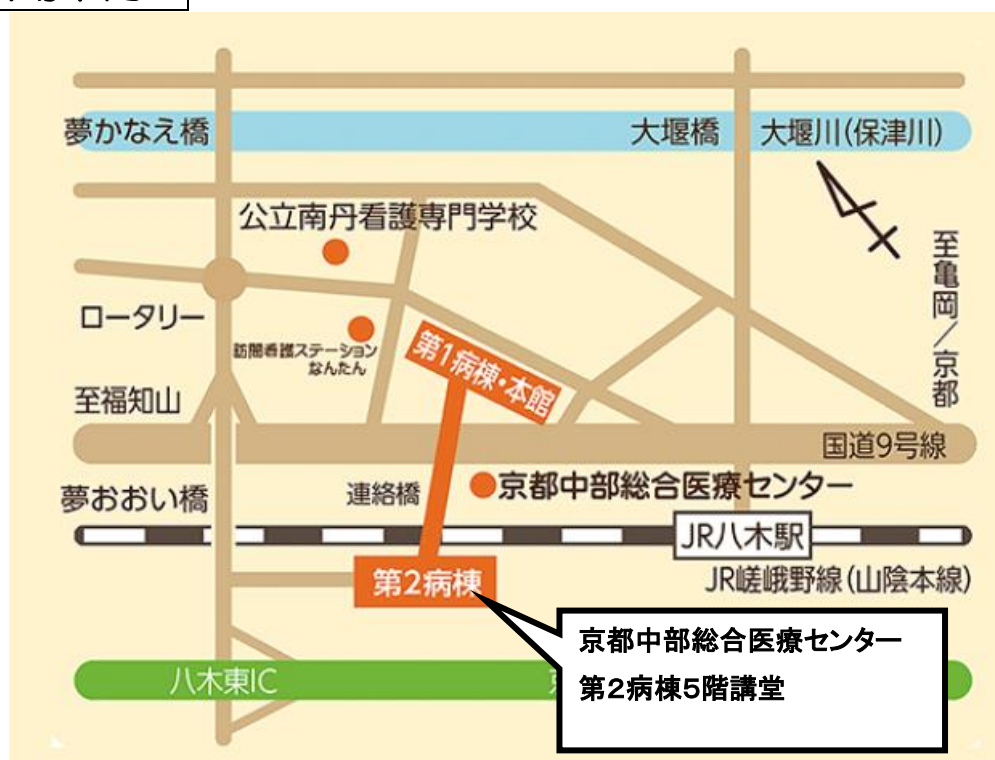 夢かなえ橋
大堰橋
大堰川(保津川)
公立南丹看護専門学校
至亀岡/京都
ロータリー
訪問看護ステーション
なんたん
第1病棟・本館
至福知山
国道9号線
夢おおい橋
連絡橋
京都中部総合医療センター
JR八木駅
第2病棟
JR嵯峨野線(山陰本線)
京都中部総合医療センター
第2病棟5階講堂
八木東IC